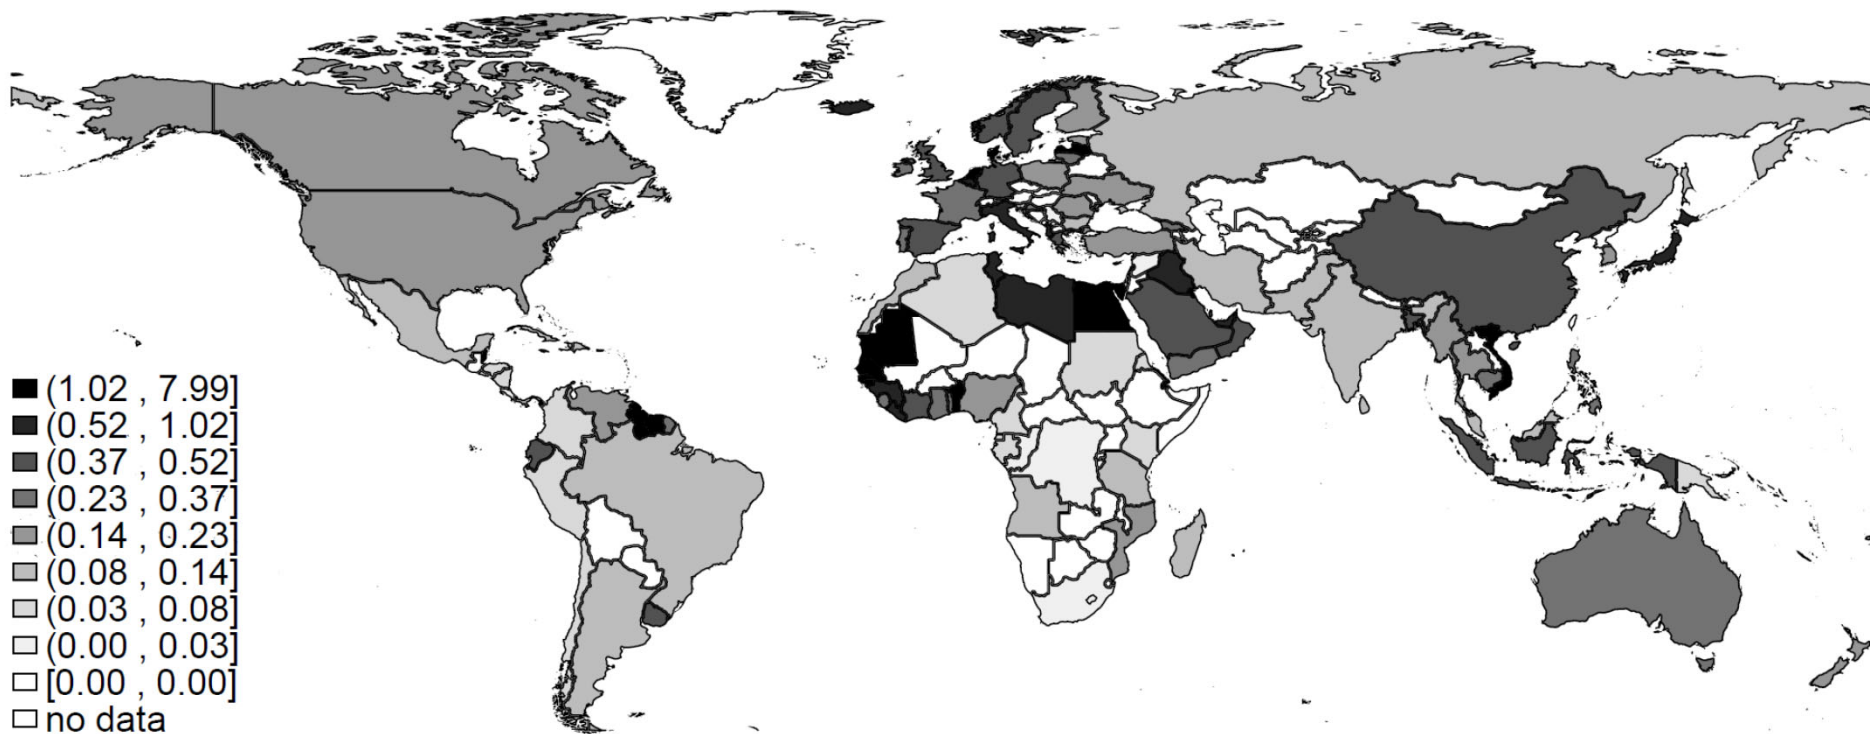 (1.02 , 7.99]
(0.52 , 1.02]
(0.37 , 0.52]
(0.23 , 0.37]
(0.14 , 0.23]
(0.08 , 0.14]
(0.03 , 0.08]
(0.00 , 0.03]
[0.00 , 0.00]
no data